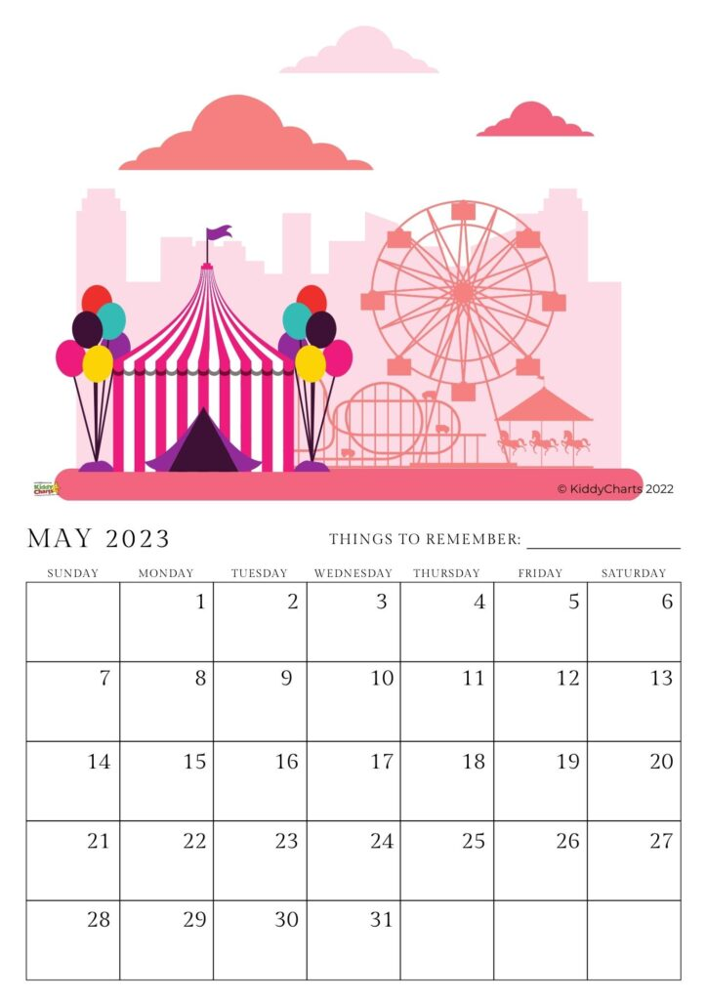 Kiddy
Charts
© KiddyCharts 2022
MAY 2023
THINGS TO REMEMBER:
SUNDAY MONDAY TUESDAY WEDNESDAY THURSDAY FRIDAY SATURDAY
1 2 3 4 5 6
7 8 9 10 11 12 13
14 15 16 17 18 19 20
21 22 23 24 25 26 27
28 29 30 31